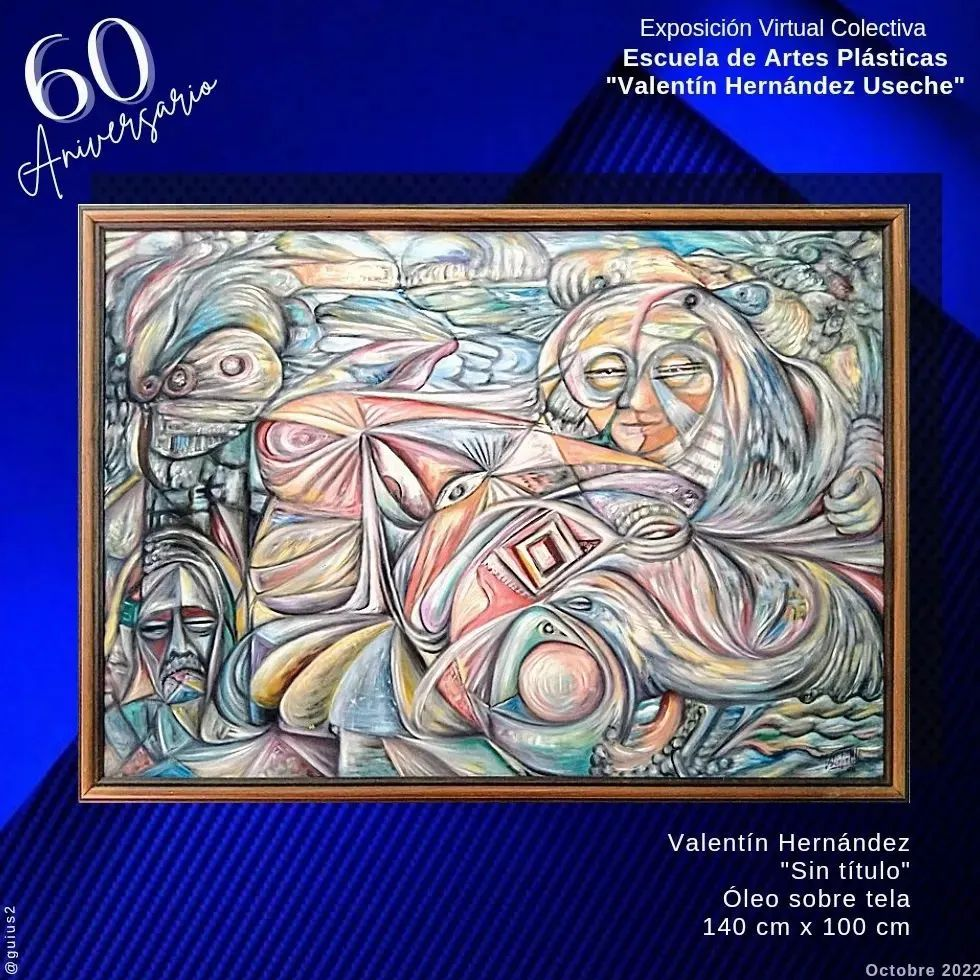 60
Aniversario
Exposición Virtual Colectiva
Escuela de Artes Plásticas
"Valentín Hernández Useche"
Valentín Hernández
"Sin título"
Óleo sobre tela
140 cm x 100 cm
@guius2
Octobre 2022